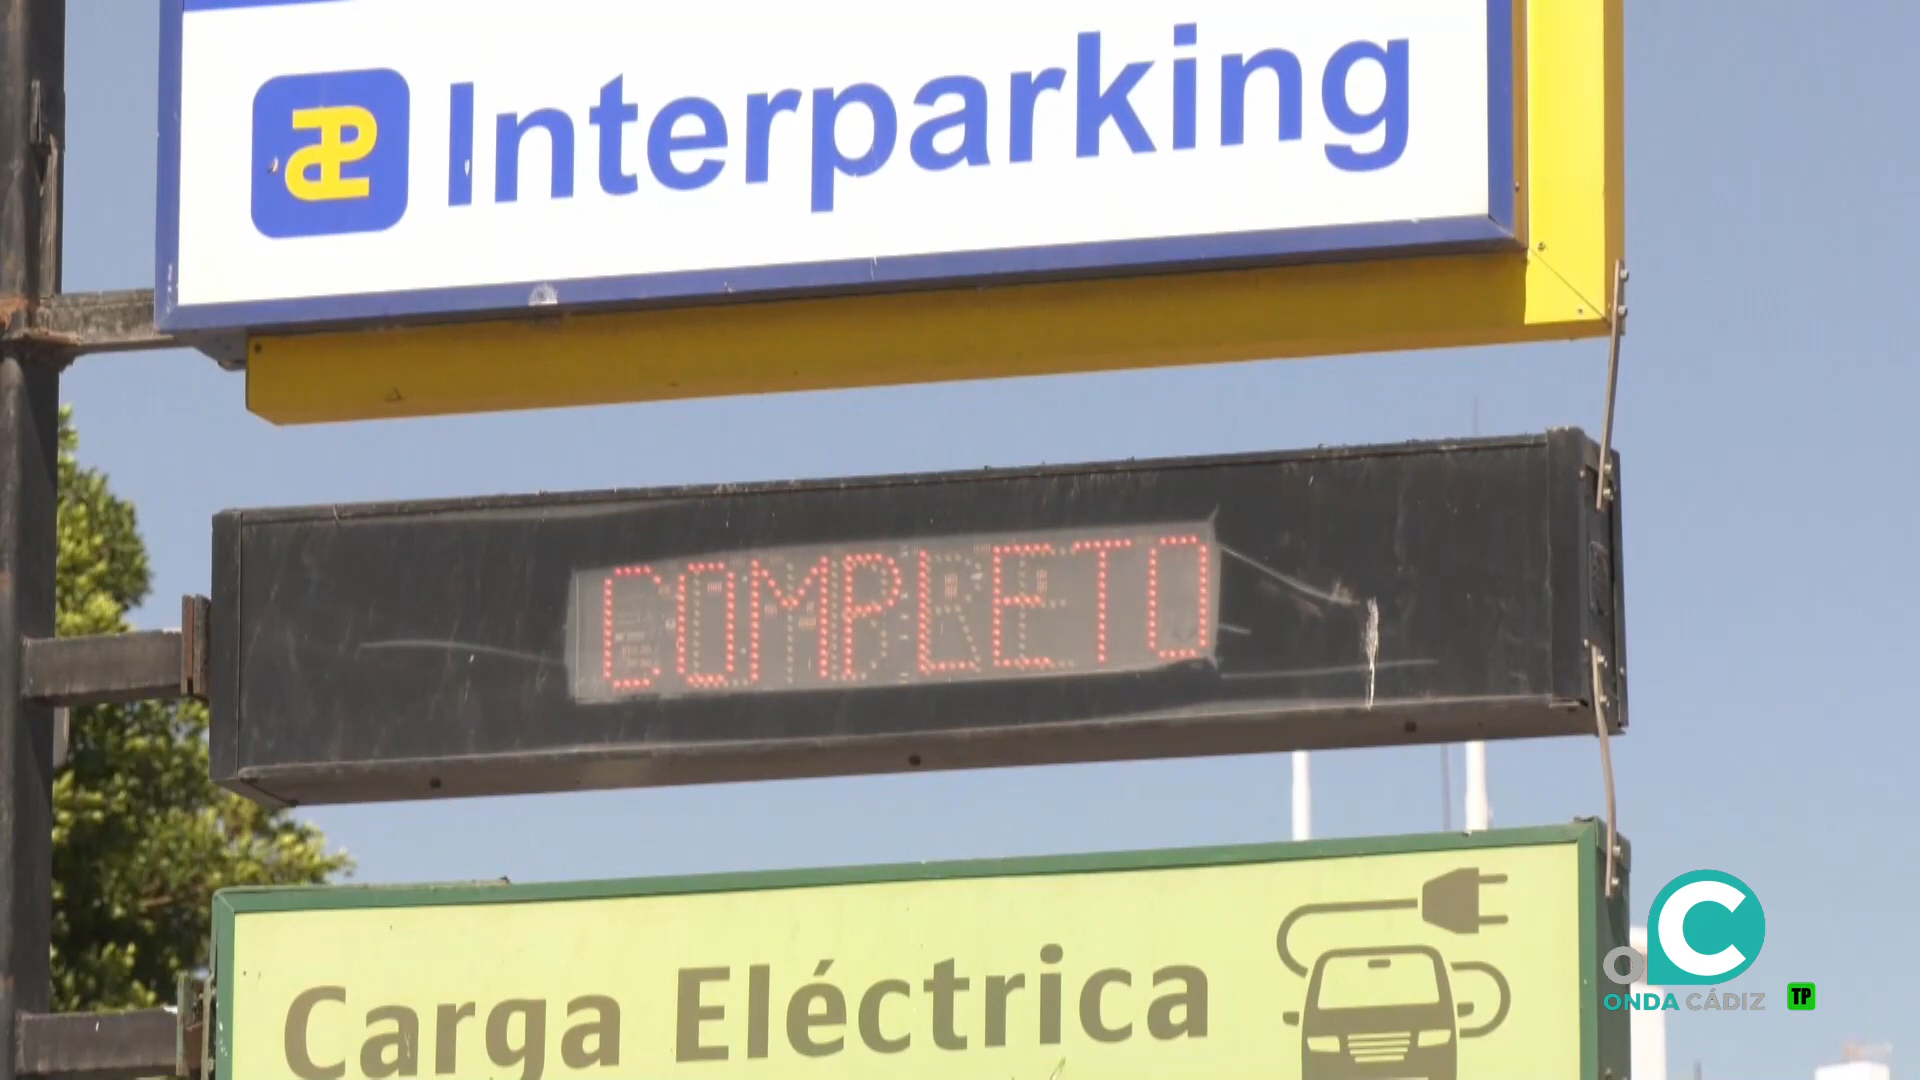 Interparking
COMPLETO
Carga Eléctrica
ONDA CÁDIZ
TP